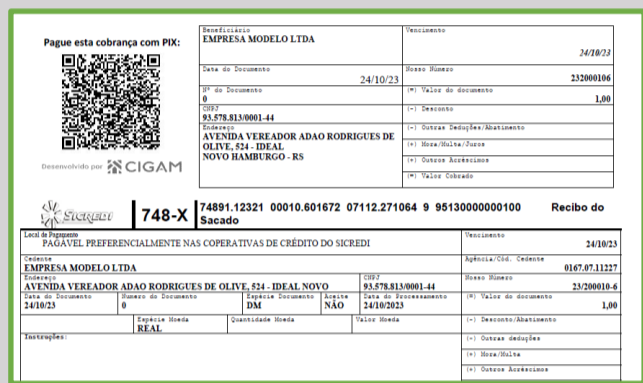 Pague esta cobrança com PIX:
Desenvolvido por CIGAM
Beneficiário
EMPRESA MODELO LTDA
Vencimento
24/10/23
Data do Documento
24/10/23
Nosso Número
232000106
Nº do Documento
0
(=) Valor do documento
1,00
CNPJ
93.578.813/0001-44
(-) Desconto
Endereço
AVENIDA VEREADOR ADAO RODRIGUES DE
OLIVE, 524 - IDEAL
NOVO HAMBURGO - RS
(-) Outras Deduções/Abatimento
(+) Mora/Multa/Juros
(+) Outros Acréscimos
(=) Valor Cobrado
SICREDI
748-X
74891.12321 00010.601672 07112.271064 9 95130000000100 Recibo do
Sacado
Local de Pagamento
PAGÁVEL PREFERENCIALMENTE NAS COPERATIVAS DE CRÉDITO DO SICREDI
Vencimento
24/10/23
Cedente
EMPRESA MODELO LTDA
Agência/Cód. Cedente
0167.07.11227
Endereço
AVENIDA VEREADOR ADAO RODRIGUES DE OLIVE, 524 - IDEAL NOVO
CNPJ
93.578.813/0001-44
Nosso Número
23/200010-6
Data do Documento
24/10/23
Numero do Documento
0
Espécie Documento
DM
Aceite
NÃO
Data do Processamento
24/10/2023
(=) Valor do documento
1,00
Espécie Moeda
REAL
Quantidade Moeda
Valor Moeda
(-) Desconto/Abatimento
Instruções:
(-) Outras deduções
(+) Mora/Multa
(+) Outros Acréscimos